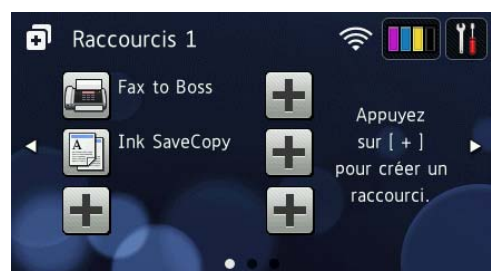 Raccourcis 1
Fax to Boss
Ink SaveCopy
Appuyez
sur [ + ]
pour créer un
raccourci.